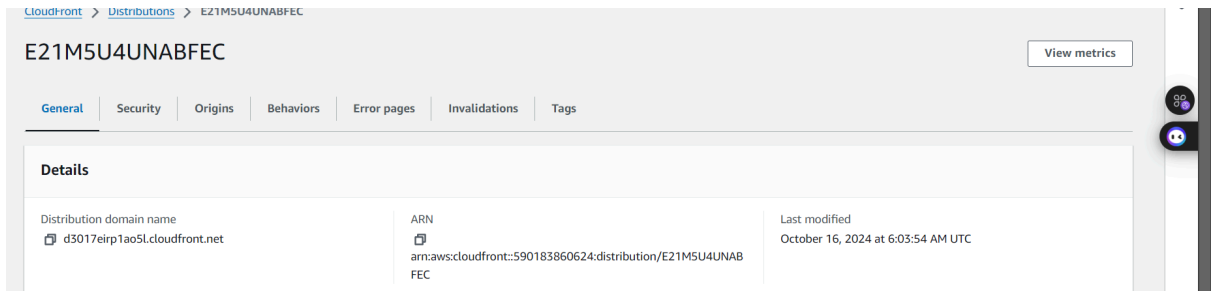 CloudFront > Distributions > E21M5U4UNABFEC
E21M5U4UNABFEC
View metrics
General Security Origins Behaviors Error pages Invalidations Tags
Details
Distribution domain name
d3017eirp1ao5l.cloudfront.net
ARN
arn:aws:cloudfront::590183860624:distribution/E21M5U4UNAB
FEC
Last modified
October 16, 2024 at 6:03:54 AM UTC